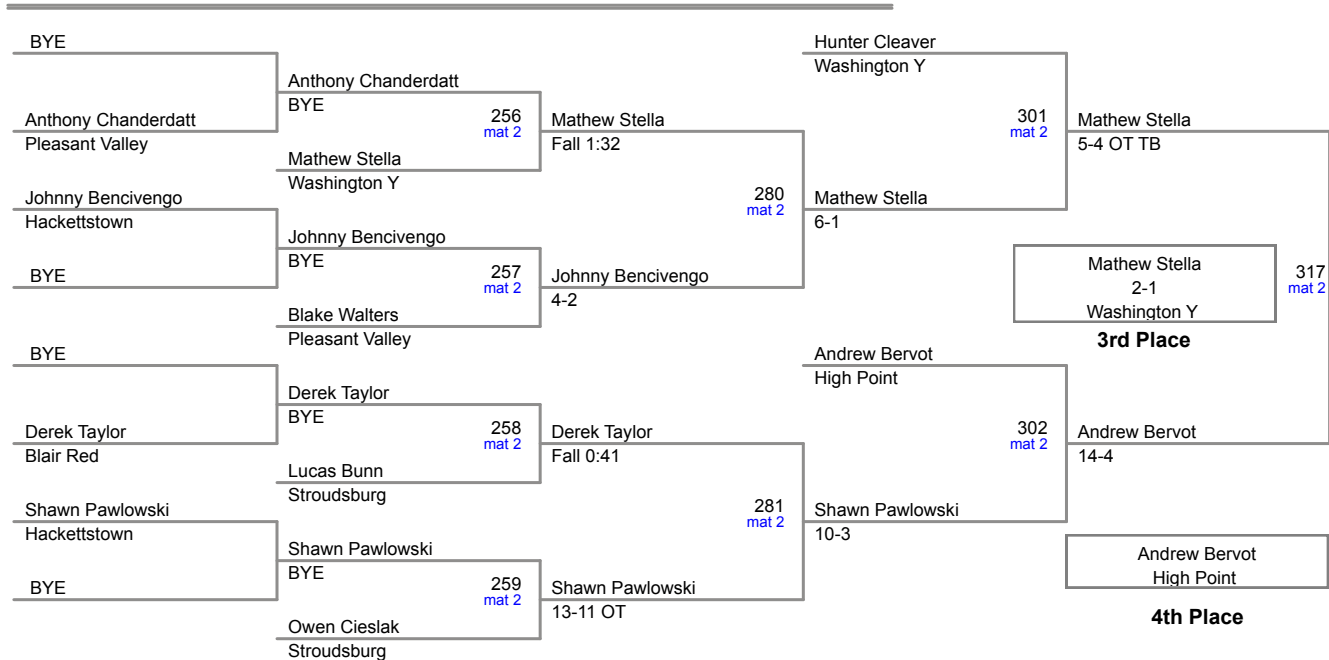 BYE
Anthony Chanderdatt
Pleasant Valley
Johnny Bencivengo
Hackettstown
BYE
BYE
Derek Taylor
Blair Red
Shawn Pawlowski
Hackettstown
BYE
Anthony Chanderdatt
BYE
256
mat 2
Mathew Stella
Washington Y
Johnny Bencivengo
BYE
257
mat 2
Blake Walters
Pleasant Valley
Derek Taylor
BYE
258
mat 2
Lucas Bunn
Stroudsburg
Shawn Pawlowski
BYE
259
mat 2
Owen Cieslak
Stroudsburg
Mathew Stella
Fall 1:32
280
mat 2
Johnny Bencivengo
4-2
Derek Taylor
Fall 0:41
281
mat 2
Shawn Pawlowski
13-11 OT
Hunter Cleaver
Washington Y
301
mat 2
Mathew Stella
6-1
Andrew Bervot
High Point
302
mat 2
Shawn Pawlowski
10-3
Mathew Stella
5-4 OT TB
Mathew Stella
2-1
Washington Y
317
mat 2
3rd Place
Andrew Bervot
14-4
Andrew Bervot
High Point
4th Place